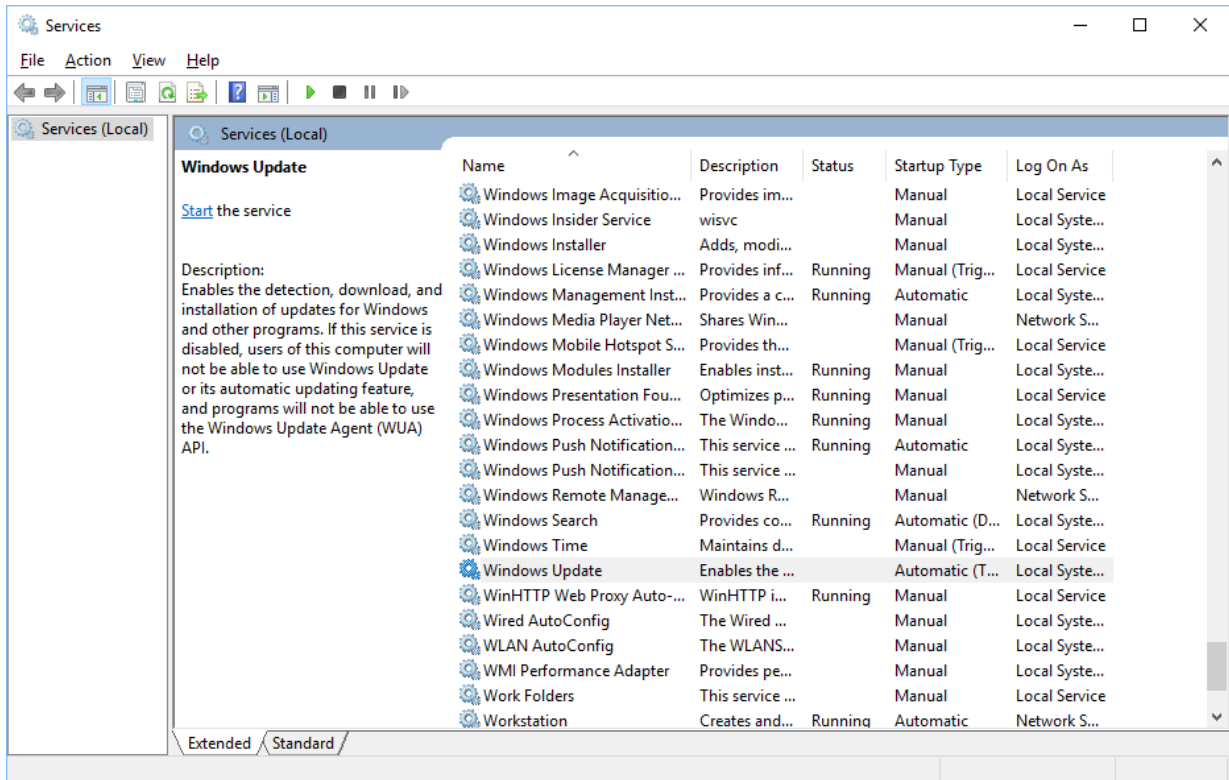 Services
File Action View Help
Services (Local)
Services (Local)
Windows Update
Start the service
Description:
Enables the detection, download, and
installation of updates for Windows
and other programs. If this service is
disabled, users of this computer will
not be able to use Windows Update
or its automatic updating feature,
and programs will not be able to use
the Windows Update Agent (WUA)
API.
Name Description Status Startup Type Log On As
Windows Image Acquisitio... Provides im... Manual Local Service
Windows Insider Service wisvc Manual Local Syste...
Windows Installer Adds, modi... Manual Local Syste...
Windows License Manager ... Provides inf... Running Manual (Trig... Local Service
Windows Management Inst... Provides a c... Running Automatic Local Syste...
Windows Media Player Net... Shares Win... Manual Network S...
Windows Mobile Hotspot S... Provides th... Manual (Trig... Local Service
Windows Modules Installer Enables inst... Running Manual Local Syste...
Windows Presentation Fou... Optimizes p... Running Manual Local Service
Windows Process Activatio... The Windo... Running Manual Local Syste...
Windows Push Notification... This service ... Running Automatic Local Syste...
Windows Push Notification... This service ... Manual Local Syste...
Windows Remote Manage... Windows R... Manual Network S...
Windows Search Provides co... Running Automatic (D... Local Syste...
Windows Time Maintains d... Manual (Trig... Local Service
Windows Update Enables the ... Automatic (T... Local Syste...
WinHTTP Web Proxy Auto-... WinHTTP i... Running Manual Local Service
Wired AutoConfig The Wired ... Manual Local Syste...
WLAN AutoConfig The WLANS... Manual Local Syste...
WMI Performance Adapter Provides pe... Manual Local Syste...
Work Folders This service ... Manual Local Service
Workstation Creates and... Running Automatic Network S...
Extended Standard